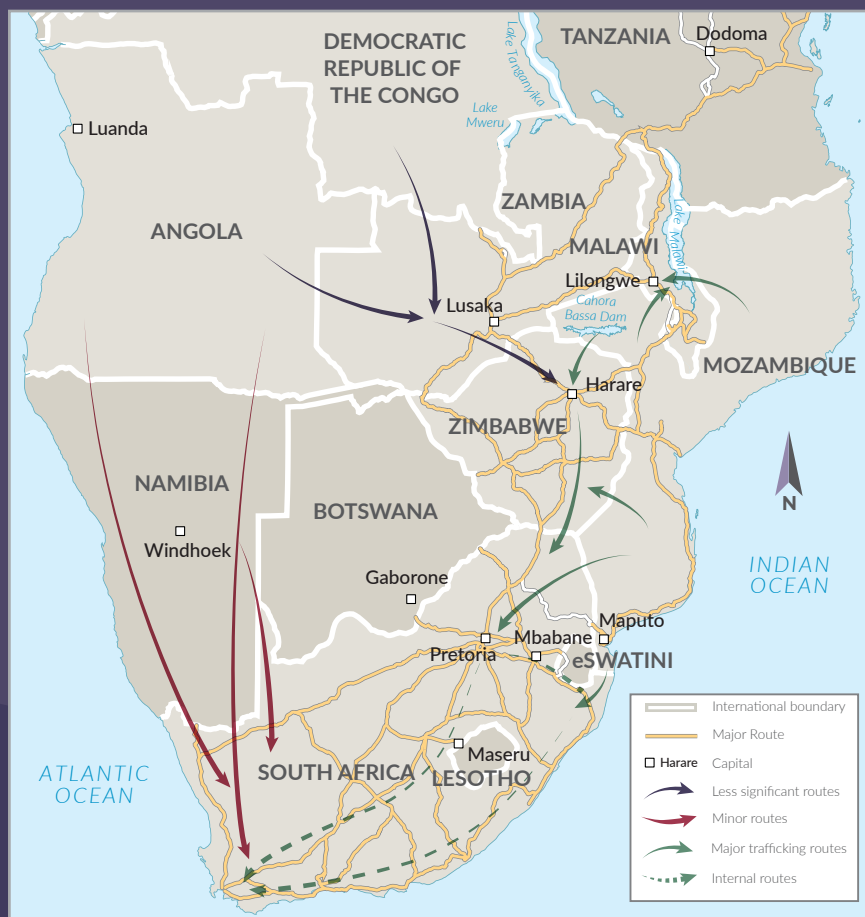 TANZANIA
Dodoma
DEMOCRATIC
REPUBLIC OF
THE CONGO
Lake Tanganyika
Lake
Mweru
Luanda
ZAMBIA
ANGOLA
MALAWI
Lake Malawi
Lilongwe
Lusaka
Cahora
Bassa Dam
MOZAMBIQUE
Harare
ZIMBABWE
NAMIBIA
BOTSWANA
N
Windhoek
INDIAN
OCEAN
Gaborone
Maputo
Mbabane
Pretoria
eSWATINI
Maseru
SOUTH AFRICA
LESOTHO
ATLANTIC
OCEAN
International boundary
Major Route
Harare Capital
Less significant routes
Minor routes
Major trafficking routes
Internal routes